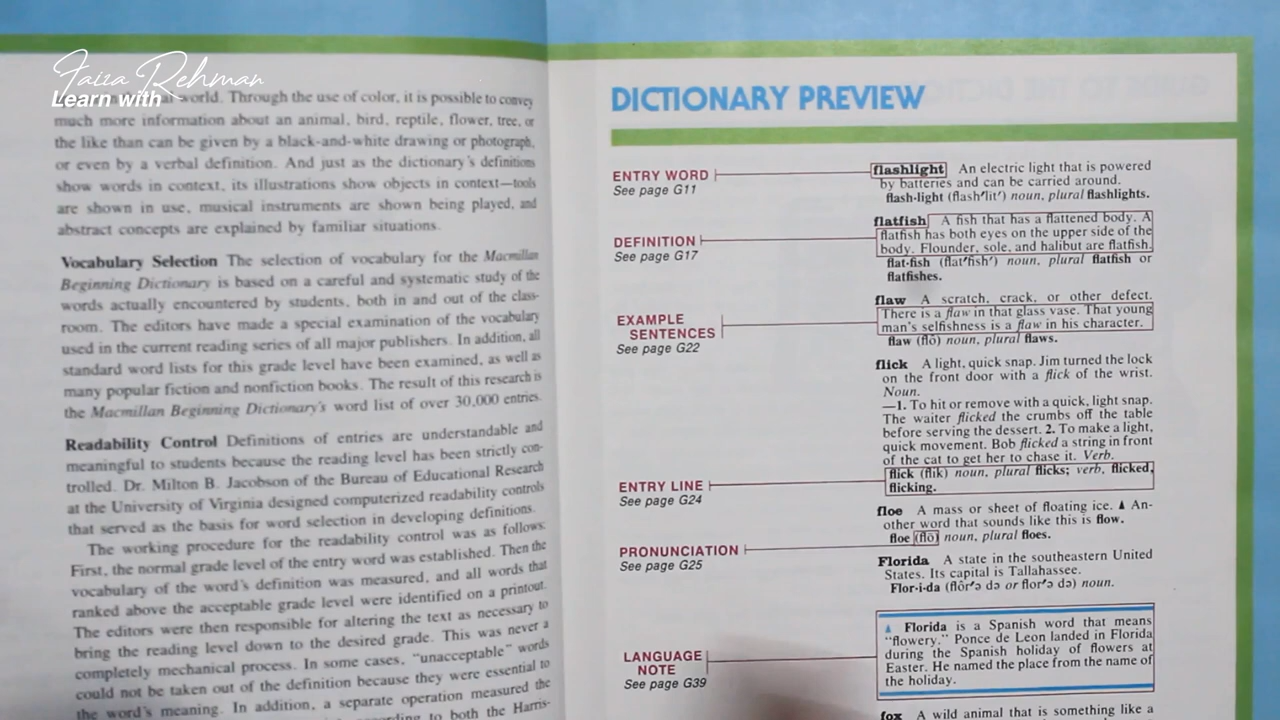 Faiza Rehman
Learn with
world. Through the use of color, it is possible to convey
much more information about an animal, bird, reptile, flower, tree, or
the like than can be given by a black-and-white drawing or photograph,
or even by a verbal definition. And just as the dictionary's definitions
show words in context, its illustrations show objects in context—tools
are shown in use, musical instruments are shown being played, and
abstract concepts are explained by familiar situations.
Vocabulary Selection The selection of vocabulary for the Macmillan
Beginning Dictionary is based on a careful and systematic study of the
words actually encountered by students, both in and out of the class-
room. The editors have made a special examination of the vocabulary
used in the current reading series of all major publishers. In addition, all
standard word lists for this grade level have been examined, as well as
many popular fiction and nonfiction books. The result of this research is
the Macmillan Beginning Dictionary's word list of over 30,000 entries.
Readability Control Definitions of entries are understandable and
meaningful to students because the reading level has been strictly con-
trolled. Dr. Milton B. Jacobson of the Bureau of Educational Research
at the University of Virginia designed computerized readability controls
that served as the basis for word selection in developing definitions.
The working procedure for the readability control was as follows:
First, the normal grade level of the entry word was established. Then the
vocabulary of the word's definition was measured, and all words that
ranked above the acceptable grade level were identified on a printout.
The editors were then responsible for altering the text as necessary to
bring the reading level down to the desired grade. This was never a
completely mechanical process. In some cases, "unacceptable" words
could not be taken out of the definition because they were essential to
the word's meaning. In addition, a separate operation measured the
to both the Harris-
DICTIONARY PREVIEW
ENTRY WORD
See page G11
flashlight An electric light that is powered
by batteries and can be carried around.
flash·light (flash′līt′) noun, plural flashlights.
DEFINITION
See page G17
flatfish A fish that has a flattened body. A
flatfish has both eyes on the upper side of the
body. Flounder, sole, and halibut are flatfish.
flat·fish (flat′fish′) noun, plural flatfish or
flatfishes.
EXAMPLE
SENTENCES
See page G22
flaw A scratch, crack, or other defect.
There is a flaw in that glass vase. That young
man's selfishness is a flaw in his character.
flaw (flô) noun, plural flaws.
flick A light, quick snap. Jim turned the lock
on the front door with a flick of the wrist.
Noun.
—1. To hit or remove with a quick, light snap.
The waiter flicked the crumbs off the table
before serving the dessert. 2. To make a light,
quick movement. Bob flicked a string in front
of the cat to get her to chase it. Verb.
ENTRY LINE
See page G24
flick (flik) noun, plural flicks; verb, flicked,
flicking.
floe A mass or sheet of floating ice. ▲ An-
other word that sounds like this is flow.
floe (flō) noun, plural floes.
PRONUNCIATION
See page G25
Florida A state in the southeastern United
States. Its capital is Tallahassee.
Flor·i·da (flôr′ə də or flor′ə də) noun.
LANGUAGE
NOTE
See page G39
▲ Florida is a Spanish word that means
"flowery." Ponce de Leon landed in Florida
during the Spanish holiday of flowers at
Easter. He named the place from the name of
the holiday.
fox A wild animal that is something like a